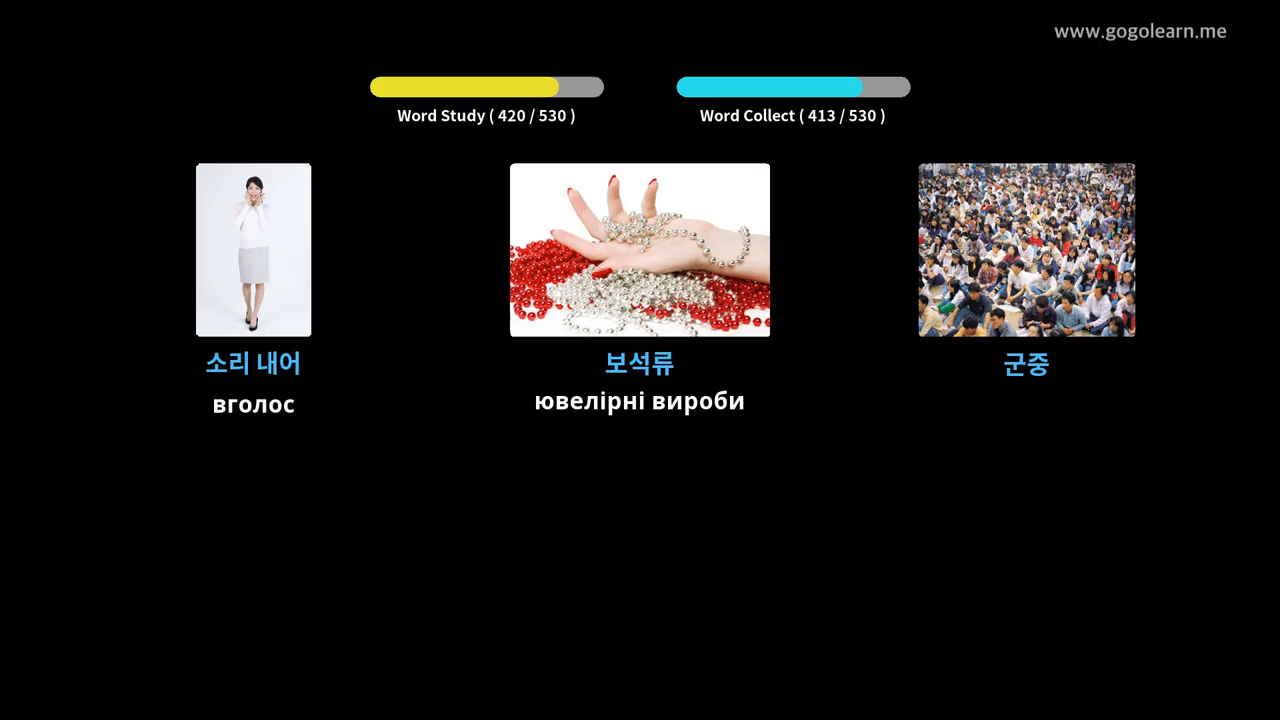 www.gogolearn.me
Word Study ( 420 / 530 )
Word Collect ( 413 / 530 )
소리 내어
вголос
보석류
ювелірні вироби
군중